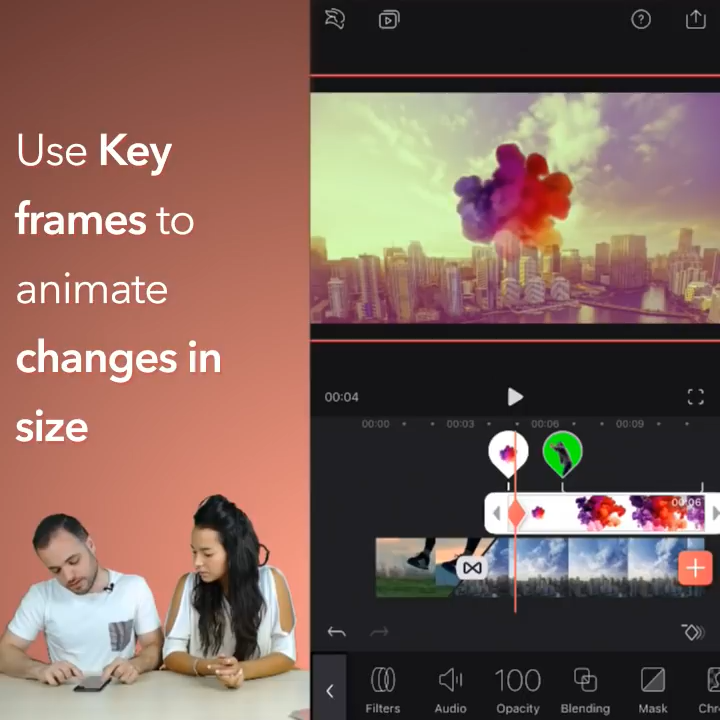 Use Key
frames to
animate
changes in
size
00:04
00:00
00:03
00:06
00:09
00:06
100
Filters
Audio
Opacity
Blending
Mask
Chr